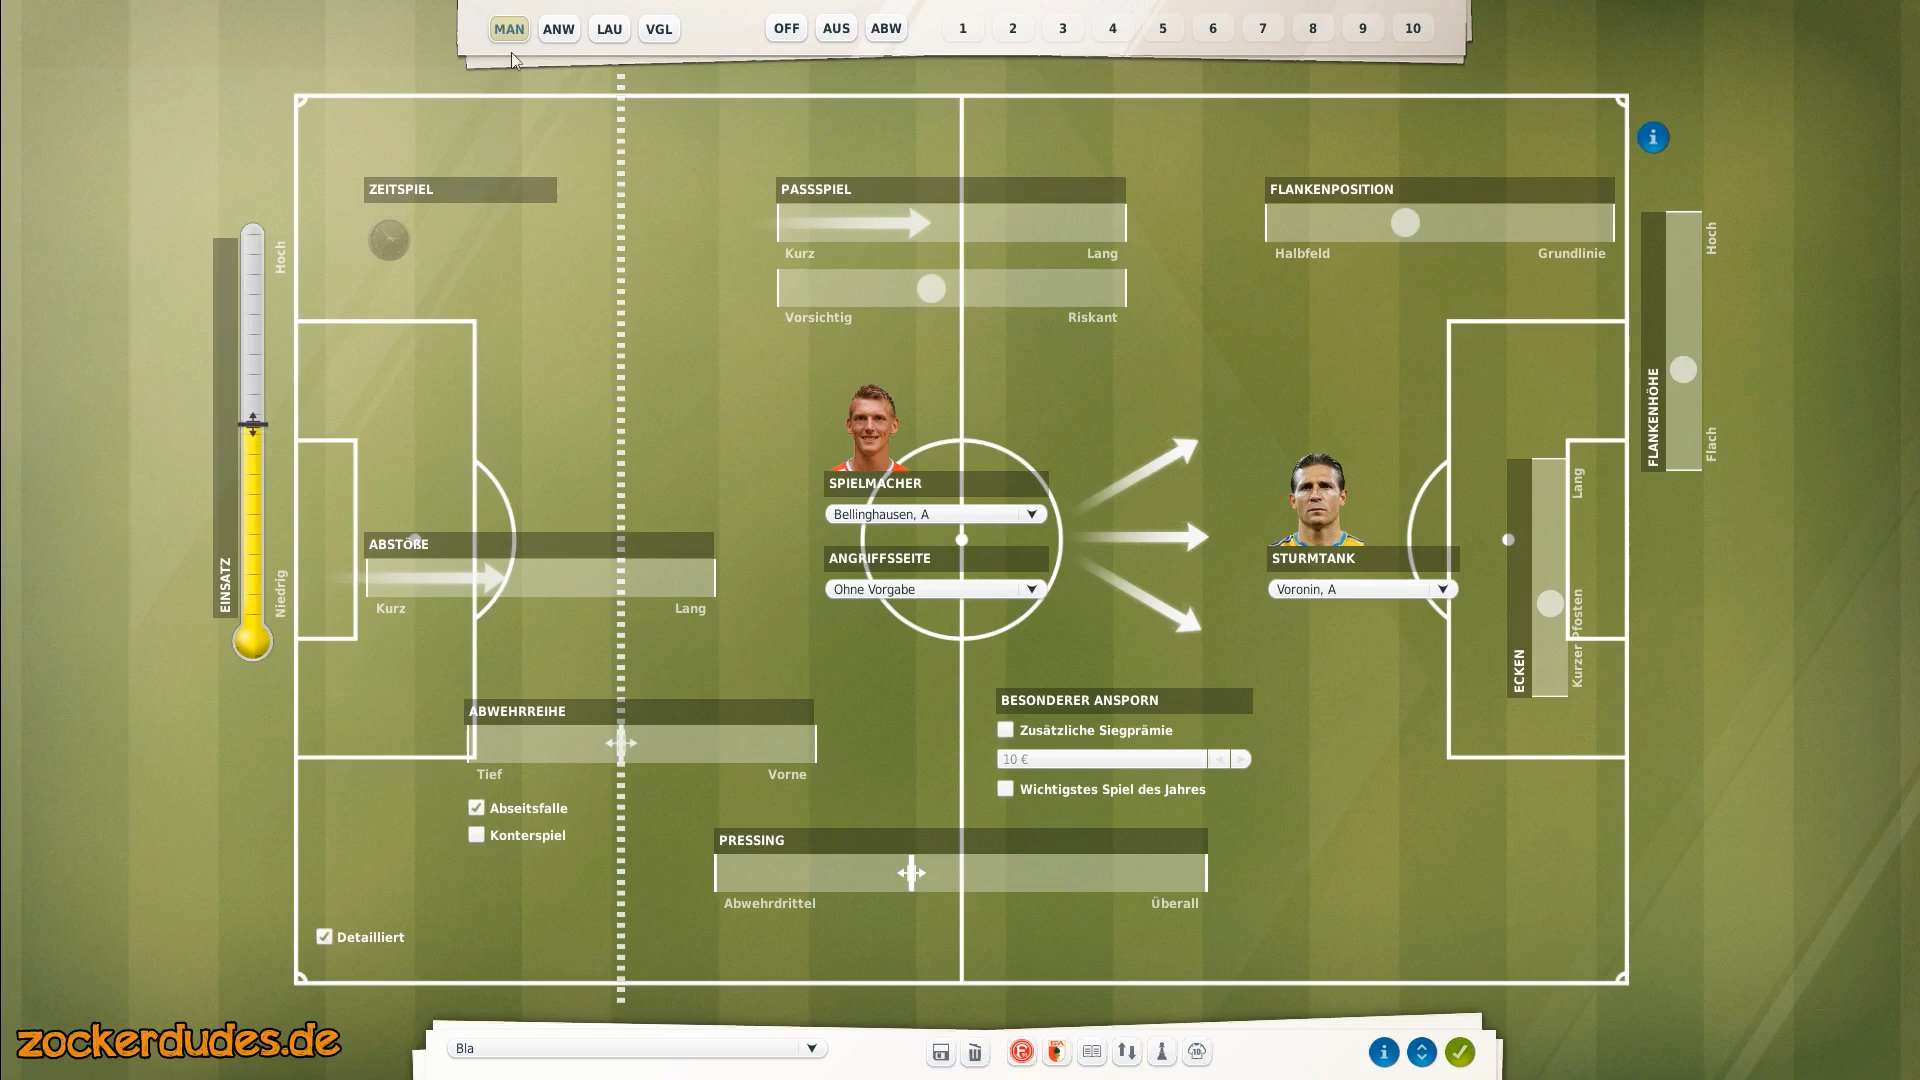 MAN ANW LAU VGL OFF AUS ABW 1 2 3 4 5 6 7 8 9 10
ZEITSPIEL
PASSSPIEL
Kurz Lang
Vorsichtig Riskant
FLANKENPOSITION
Halbfeld Grundlinie
FLANKENHÖHE
Hoch
Flach
EINSATZ
Hoch
Niedrig
SPIELMACHER
Bellinghausen, A
ANGRIFFSSEITE
Ohne Vorgabe
STURMTANK
Voronin, A
ABSTÖßE
Kurz Lang
ECKEN
Lang
Kurzer Pfosten
ABWEHRREIHE
Tief Vorne
Abseitsfalle
Konterspiel
BESONDERER ANSPORN
Zusätzliche Siegprämie
10 €
Wichtigstes Spiel des Jahres
PRESSING
Abwehrdrittel Überall
Detailliert
zockerdudes.de
Bla
10